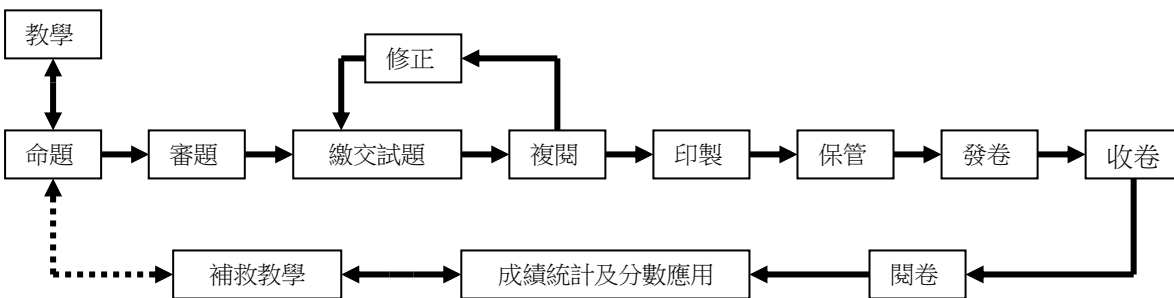 教學
修正
命題
審題
繳交試題
複閱
印製
保管
發卷
收卷
補救教學
成績統計及分數應用
閱卷